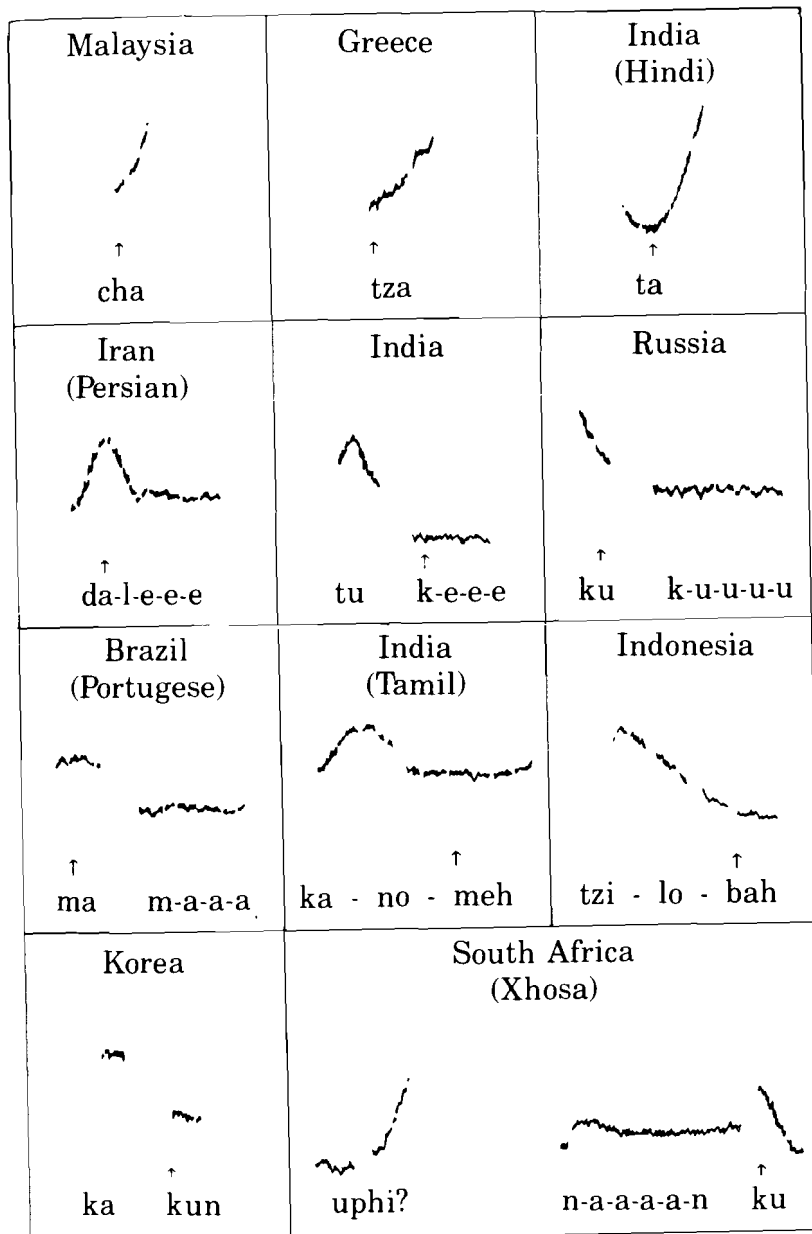 Malaysia
↑
cha
Greece
↑
tza
India
(Hindi)
↑
ta
Iran
(Persian)
↑
da-l-e-e-e
India
↑
tu k-e-e-e
Russia
↑
ku k-u-u-u-u
Brazil
(Portugese)
↑
ma m-a-a-a
India
(Tamil)
↑
ka - no - meh
Indonesia
↑
tzi - lo - bah
Korea
↑
ka kun
South Africa
(Xhosa)
↑
uphi? n-a-a-a-a-n ku